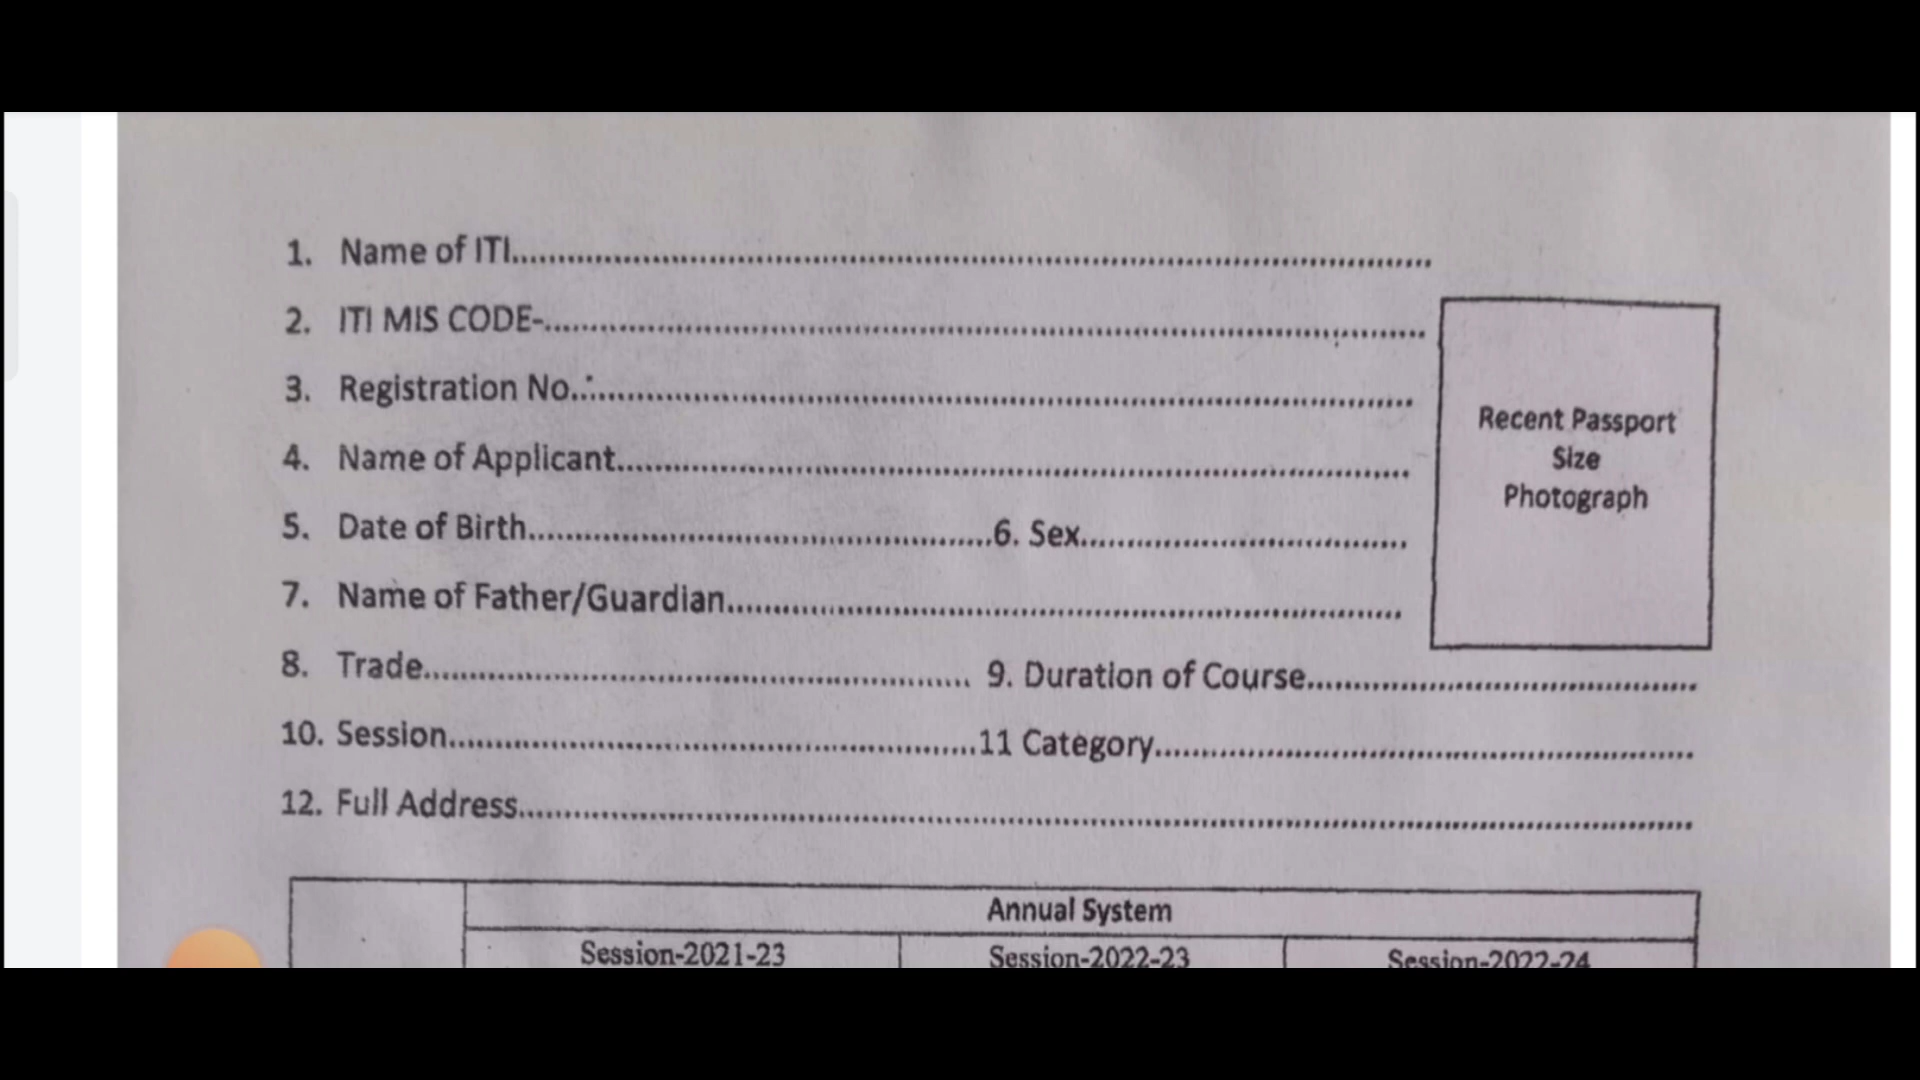 1. Name of ITI........................................
2. ITI MIS CODE-........................................
3. Registration No.:........................................
4. Name of Applicant........................................
5. Date of Birth........................................6. Sex........................................
7. Name of Father/Guardian........................................
8. Trade........................................ 9. Duration of Course........................................
10. Session........................................11 Category........................................
12. Full Address........................................
Recent Passport
Size
Photograph
Annual System
Session-2021-23 Session-2022-23 Session-2022-24